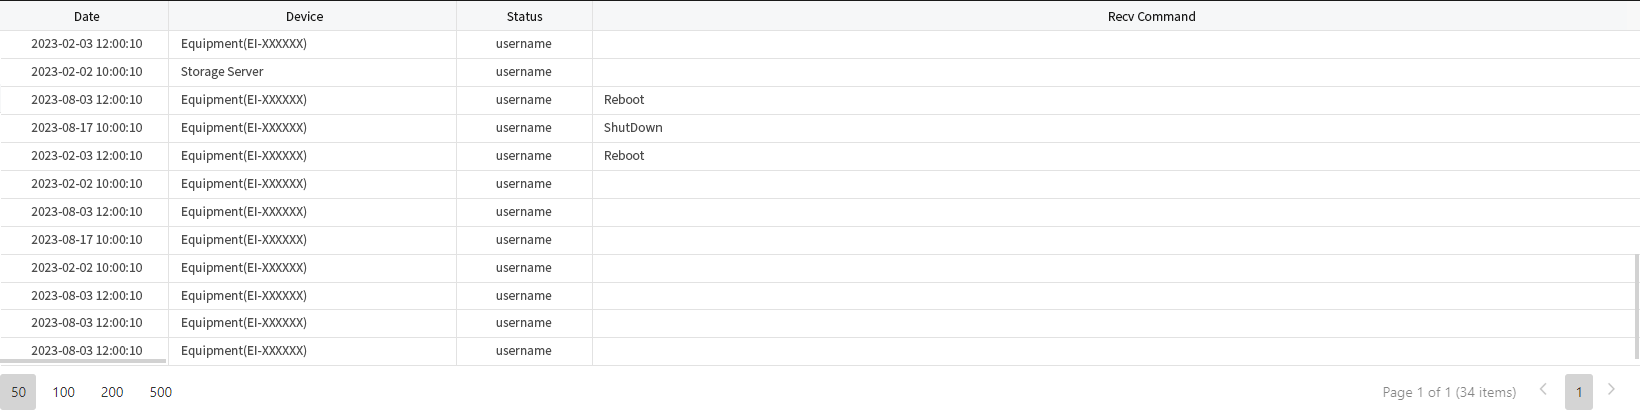 Date Device Status Recv Command
2023-02-03 12:00:10 Equipment(EI-XXXXXX) username
2023-02-02 10:00:10 Storage Server username
2023-08-03 12:00:10 Equipment(EI-XXXXXX) username Reboot
2023-08-17 10:00:10 Equipment(EI-XXXXXX) username ShutDown
2023-02-03 12:00:10 Equipment(EI-XXXXXX) username Reboot
2023-02-02 10:00:10 Equipment(EI-XXXXXX) username
2023-08-03 12:00:10 Equipment(EI-XXXXXX) username
2023-08-17 10:00:10 Equipment(EI-XXXXXX) username
2023-02-02 10:00:10 Equipment(EI-XXXXXX) username
2023-08-03 12:00:10 Equipment(EI-XXXXXX) username
2023-08-03 12:00:10 Equipment(EI-XXXXXX) username
2023-08-03 12:00:10 Equipment(EI-XXXXXX) username
50 100 200 500 Page 1 of 1 (34 items) 1